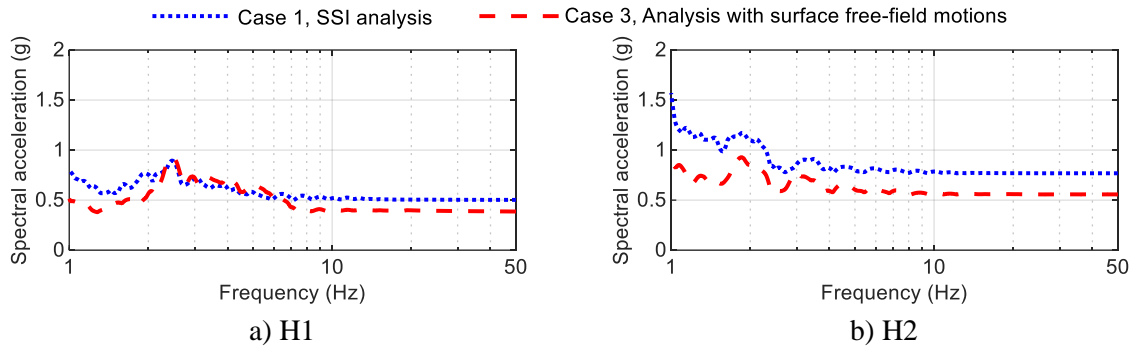 Case 1, SSI analysis
Case 3, Analysis with surface free-field motions
Spectral acceleration (g)
2
1.5
1
0.5
0
1
10
50
Frequency (Hz)
a) H1
Spectral acceleration (g)
2
1.5
1
0.5
0
1
10
50
Frequency (Hz)
b) H2